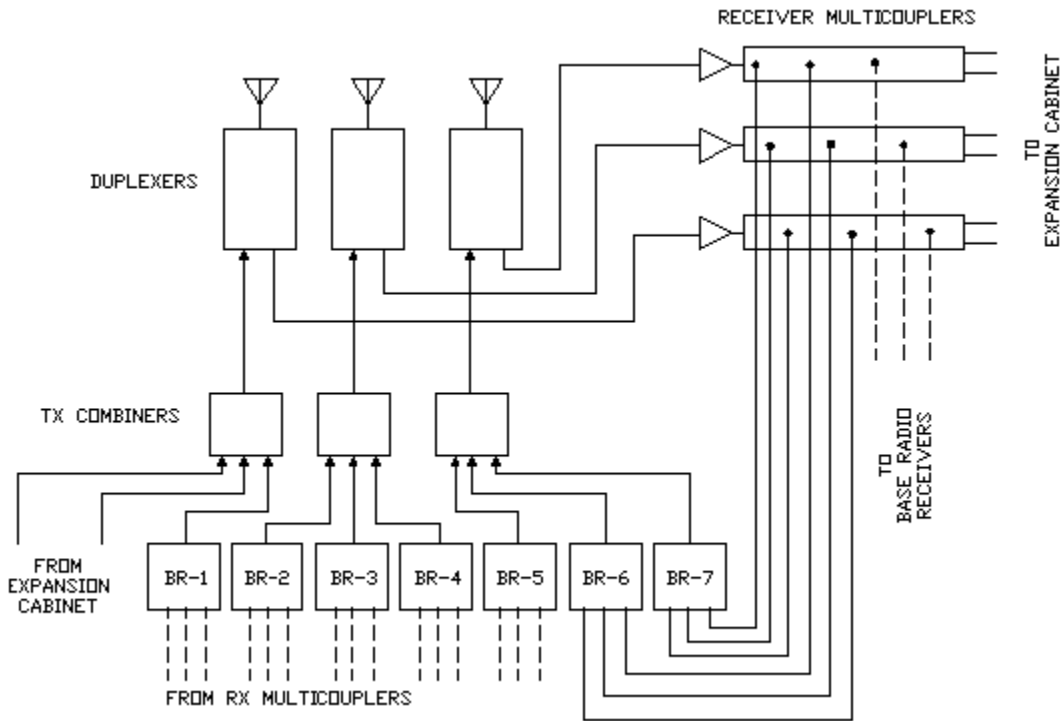 RECEIVER MULTICOUPLERS
TO
EXPANSION CABINET
DUPLEXERS
TX COMBINERS
TO
BASE RADIO
RECEIVERS
FROM
EXPANSION
CABINET
BR-1
BR-2
BR-3
BR-4
BR-5
BR-6
BR-7
FROM RX MULTICOUPLERS